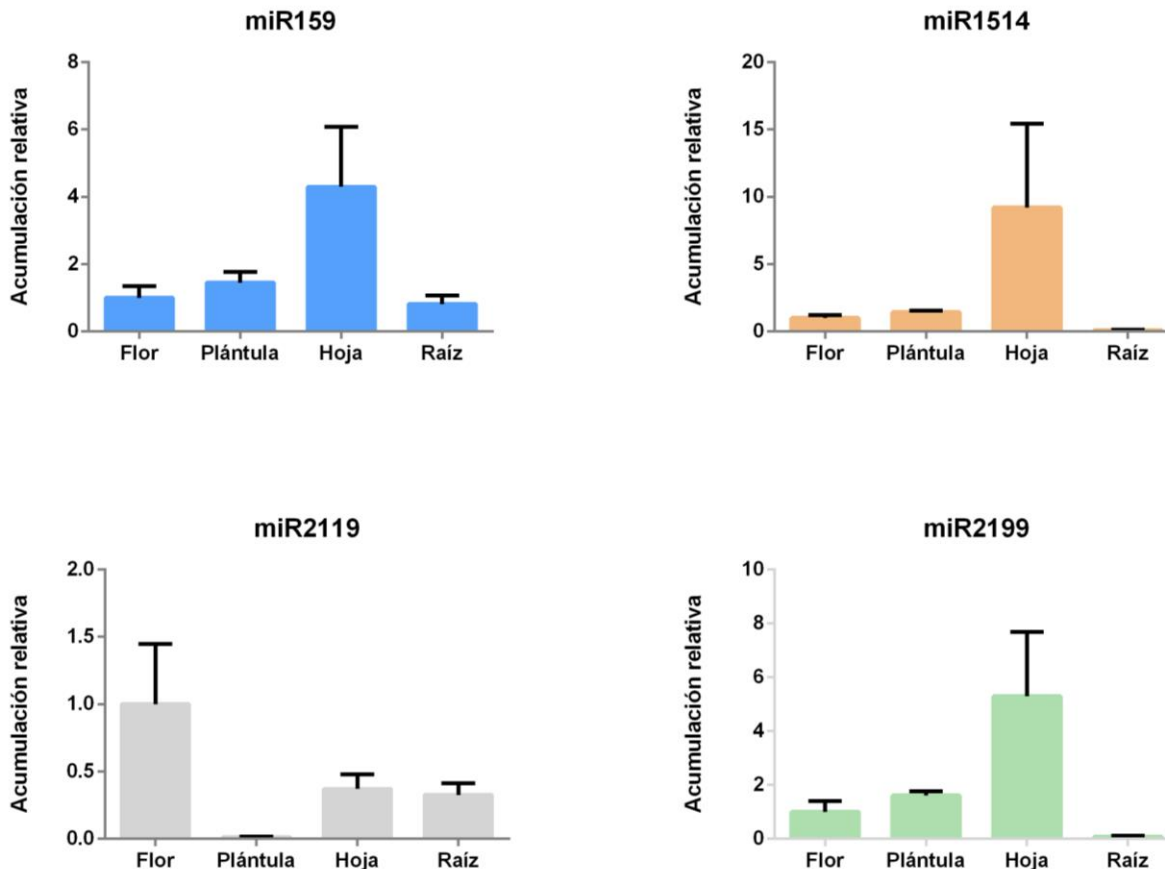 miR159
Acumulación relativa
8
6
4
2
0
Flor Plántula Hoja Raíz
miR1514
Acumulación relativa
20
15
10
5
0
Flor Plántula Hoja Raíz
miR2119
Acumulación relativa
2.0
1.5
1.0
0.5
0.0
Flor Plántula Hoja Raíz
miR2199
Acumulación relativa
10
8
6
4
2
0
Flor Plántula Hoja Raíz